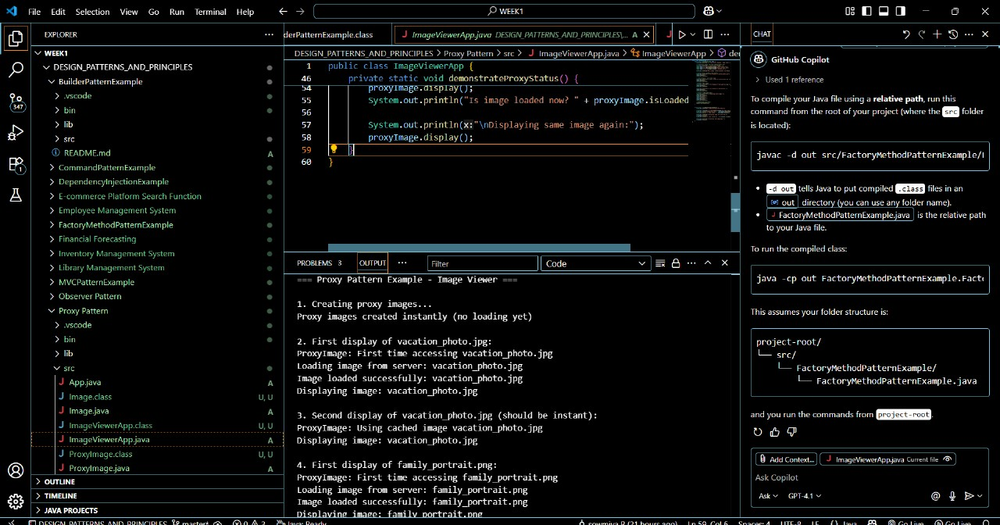 File Edit Selection View Go Run Terminal Help
WEEK1
EXPLORER
WEEK1
DESIGN_PATTERNS_AND_PRINCIPLES
BuilderPatternExample
.vscode
bin
lib
src
README.md A
CommandPatternExample
DependencyInjectionExample
E-commerce Platform Search Function
Employee Management System
FactoryMethodPatternExample
Financial Forecasting
Inventory Management System
Library Management System
MVCPatternExample
Observer Pattern
Proxy Pattern
.vscode
bin
lib
src
App.java A
Image.class U, U
Image.java A
ImageViewerApp.class U, U
ImageViewerApp.java A
ProxyImage.class U, U
ProxyImage.java A
OUTLINE
TIMELINE
JAVA PROJECTS
347
1
derPatternExample.class
ImageViewerApp.java DESIGN_PATTERNS_AND_PRINCIPLES\... A
DESIGN_PATTERNS_AND_PRINCIPLES > Proxy Pattern > src > ImageViewerApp.java > ImageViewerApp >
1 public class ImageViewerApp {
46 private static void demonstrateProxyStatus() {
54 proxyImage.display();
55 System.out.println("Is image loaded now? " + proxyImage.isLoaded
56
57 System.out.println(x:"\nDisplaying same image again:");
58 proxyImage.display();
59 }
60 }
PROBLEMS 3 OUTPUT ... Filter Code
=== Proxy Pattern Example - Image Viewer ===
1. Creating proxy images...
Proxy images created instantly (no loading yet)
2. First display of vacation_photo.jpg:
ProxyImage: First time accessing vacation_photo.jpg
Loading image from server: vacation_photo.jpg
Image loaded successfully: vacation_photo.jpg
Displaying image: vacation_photo.jpg
3. Second display of vacation_photo.jpg (should be instant):
ProxyImage: Using cached image vacation_photo.jpg
Displaying image: vacation_photo.jpg
4. First display of family_portrait.png:
ProxyImage: First time accessing family_portrait.png
Loading image from server: family_portrait.png
Image loaded successfully: family_portrait.png
Displaying image: family_portrait.png
CHAT
GitHub Copilot
> Used 1 reference
To compile your Java file using a relative path, run this
command from the root of your project (where the src folder
is located):
javac -d out src/FactoryMethodPatternExample/
• -d out tells Java to put compiled .class files in an
out directory (you can use any folder name).
• FactoryMethodPatternExample.java is the relative path
to your Java file.
To run the compiled class:
java -cp out FactoryMethodPatternExample.Facto
This assumes your folder structure is:
project-root/
└── src/
└── FactoryMethodPatternExample/
└── FactoryMethodPatternExample.java
and you run the commands from project-root.
Add Context... ImageViewerApp.java Current file
Ask Copilot
Ask GPT-4.1
DESIGN_PATTERNS_AND_PRINCIPLES master+ 0 3 Java: Ready
sowmiya R (21 hours ago) Ln 59, Col 6 Spaces: 4 UTF-8 LF {} Java Go Live Go Live